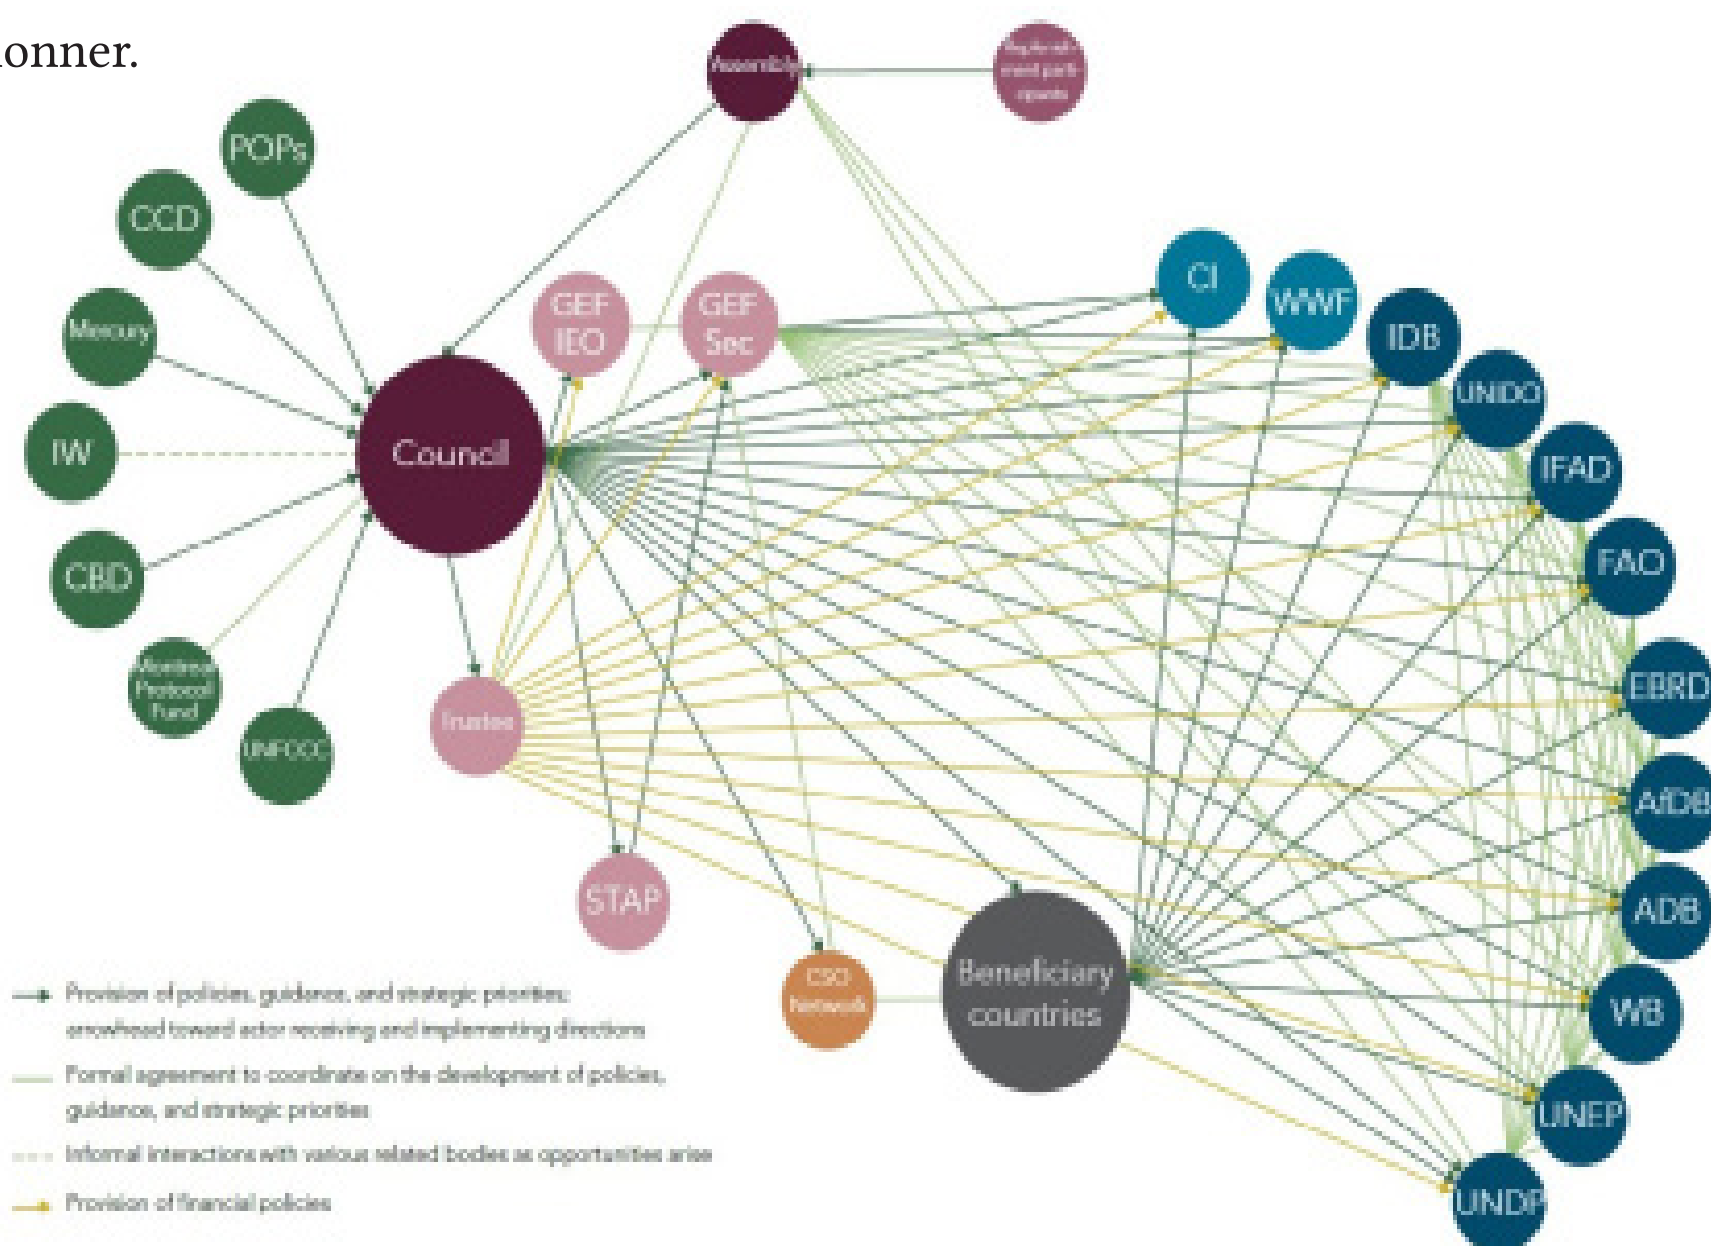 onner.
Assembly
POPs
CCD
Mercury
IW
CBD
Montreal
Protocol
Fund
UNFCCC
Council
GEF
IEO
GEF
Sec
Trustee
STAP
CSO
Network
Beneficiary
countries
CI
WWF
IDB
UNIDO
IFAD
FAO
EBRD
AfDB
ADB
WB
UNEP
UNDP
Provision of policies, guidance, and strategic priorities;
arrowhead toward actor receiving and implementing directions
Formal agreement to coordinate on the development of policies,
guidance, and strategic priorities
Informal interactions with various related bodies as opportunities arise
Provision of financial policies